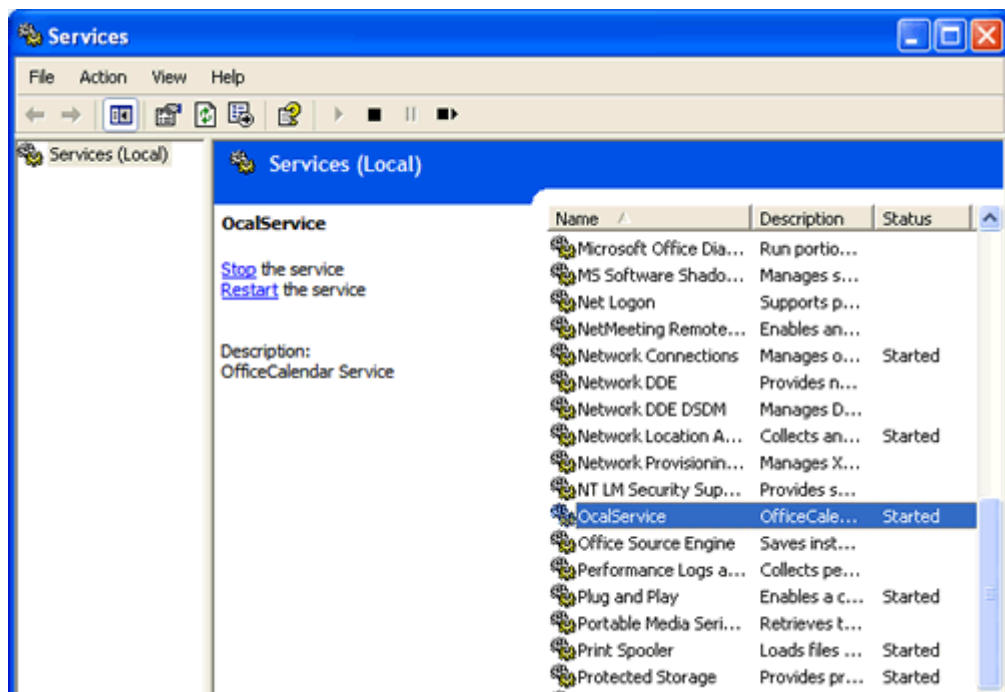 Services
File Action View Help
Services (Local)
Services (Local)
OcalService
Stop the service
Restart the service
Description:
OfficeCalendar Service
Name Description Status
Microsoft Office Dia... Run portio...
MS Software Shado... Manages s...
Net Logon Supports p...
NetMeeting Remote... Enables an...
Network Connections Manages o... Started
Network DDE Provides n...
Network DDE DSDM Manages D...
Network Location A... Collects an... Started
Network Provisionin... Manages X...
NT LM Security Sup... Provides s...
OcalService OfficeCale... Started
Office Source Engine Saves inst...
Performance Logs a... Collects pe...
Plug and Play Enables a c... Started
Portable Media Seri... Retrieves t...
Print Spooler Loads files ... Started
Protected Storage Provides pr... Started